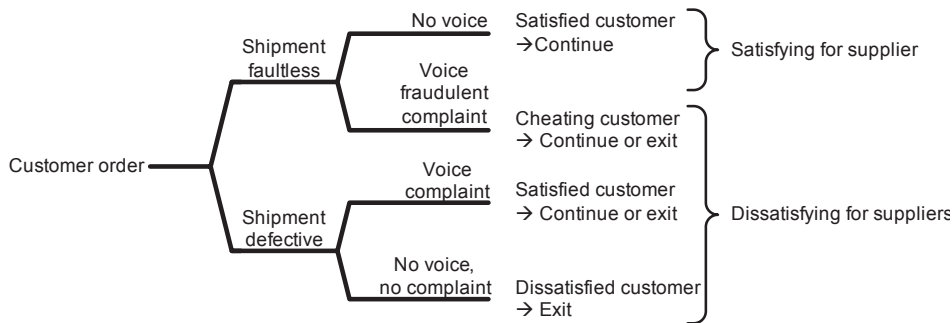 Customer order
Shipment
faultless
No voice
Satisfied customer
→Continue
Satisfying for supplier
Voice
fraudulent
complaint
Cheating customer
→ Continue or exit
Shipment
defective
Voice
complaint
Satisfied customer
→ Continue or exit
Dissatisfying for suppliers
No voice,
no complaint
Dissatisfied customer
→ Exit